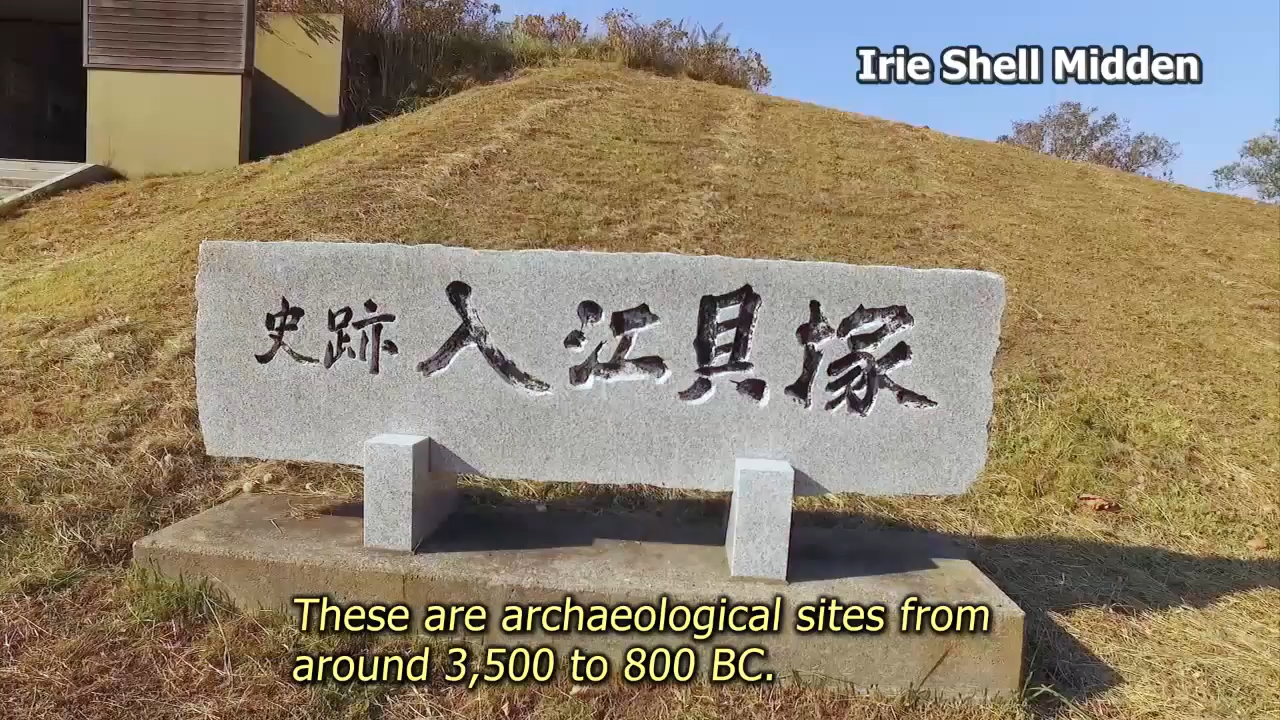 Irie Shell Midden
史跡 入江貝塚
These are archaeological sites from
around 3,500 to 800 BC.